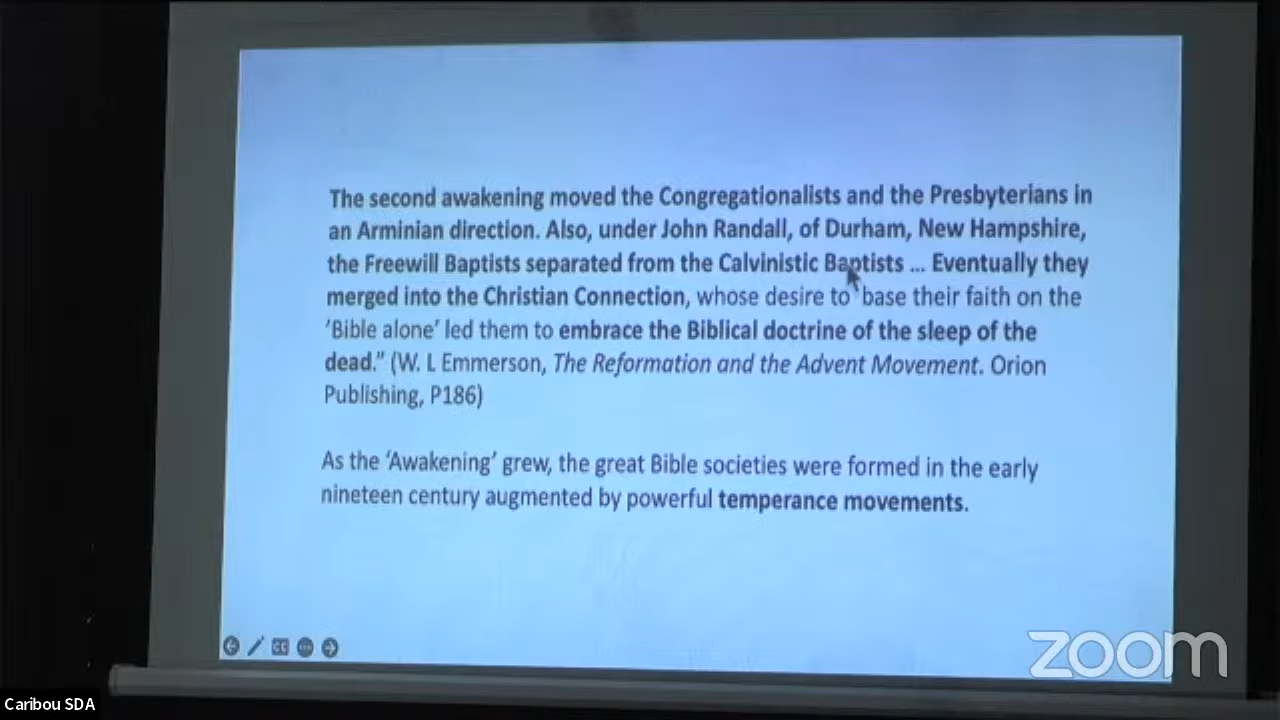 The second awakening moved the Congregationalists and the Presbyterians in
an Arminian direction. Also, under John Randall, of Durham, New Hampshire,
the Freewill Baptists separated from the Calvinistic Baptists ... Eventually they
merged into the Christian Connection, whose desire to base their faith on the
'Bible alone' led them to embrace the Biblical doctrine of the sleep of the
dead." (W. L Emmerson, The Reformation and the Advent Movement. Orion
Publishing, P186)
As the 'Awakening' grew, the great Bible societies were formed in the early
nineteen century augmented by powerful temperance movements.
CC
zoom
Caribou SDA